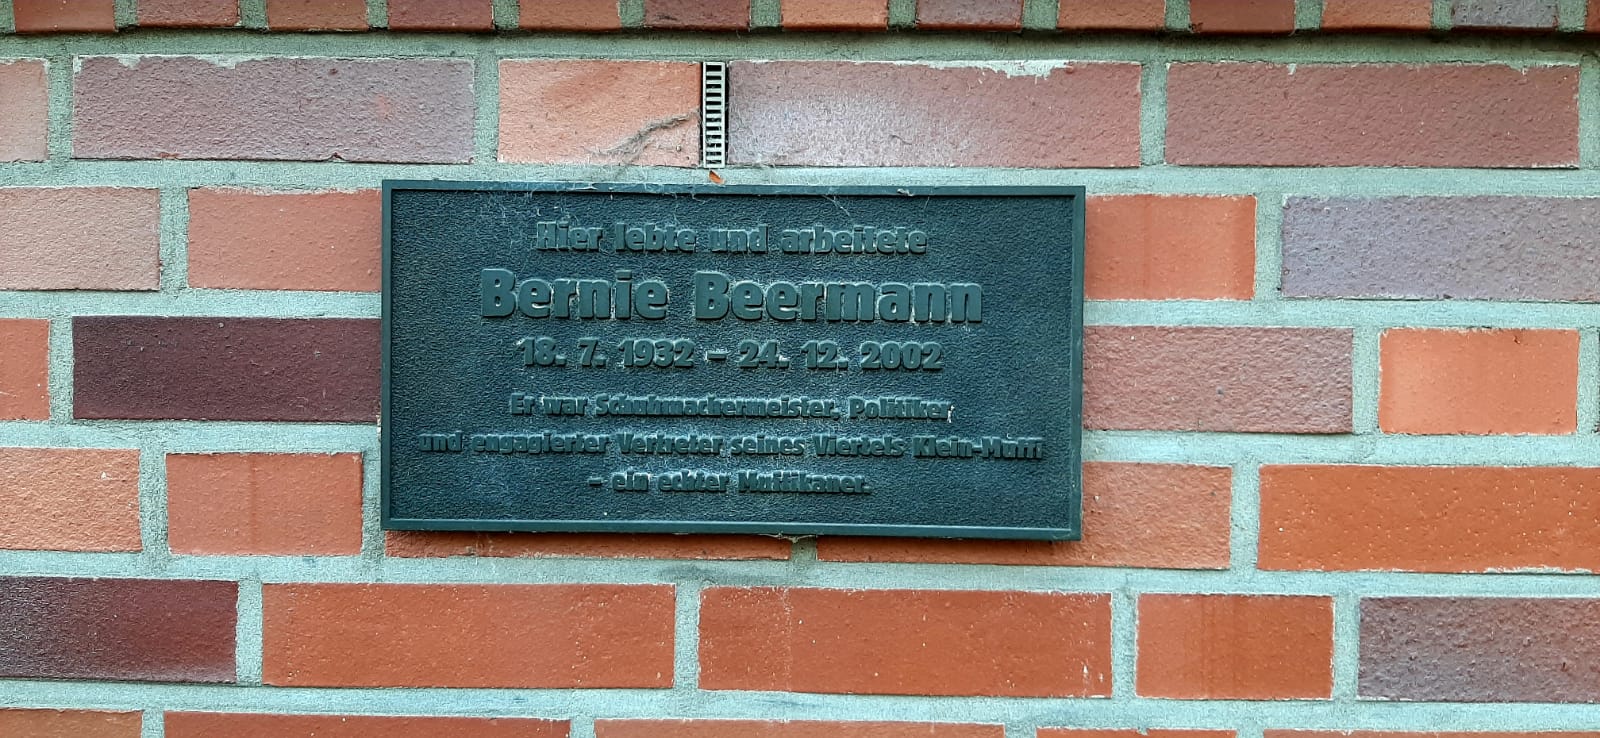 Hier lebte und arbeitete
Bernie Beermann
18. 7. 1932 – 24. 12. 2002
Er war Schuhmachermeister, Politiker
und engagierter Vertreter seines Viertels Klein-Muffi
– ein echter Muffikaner.